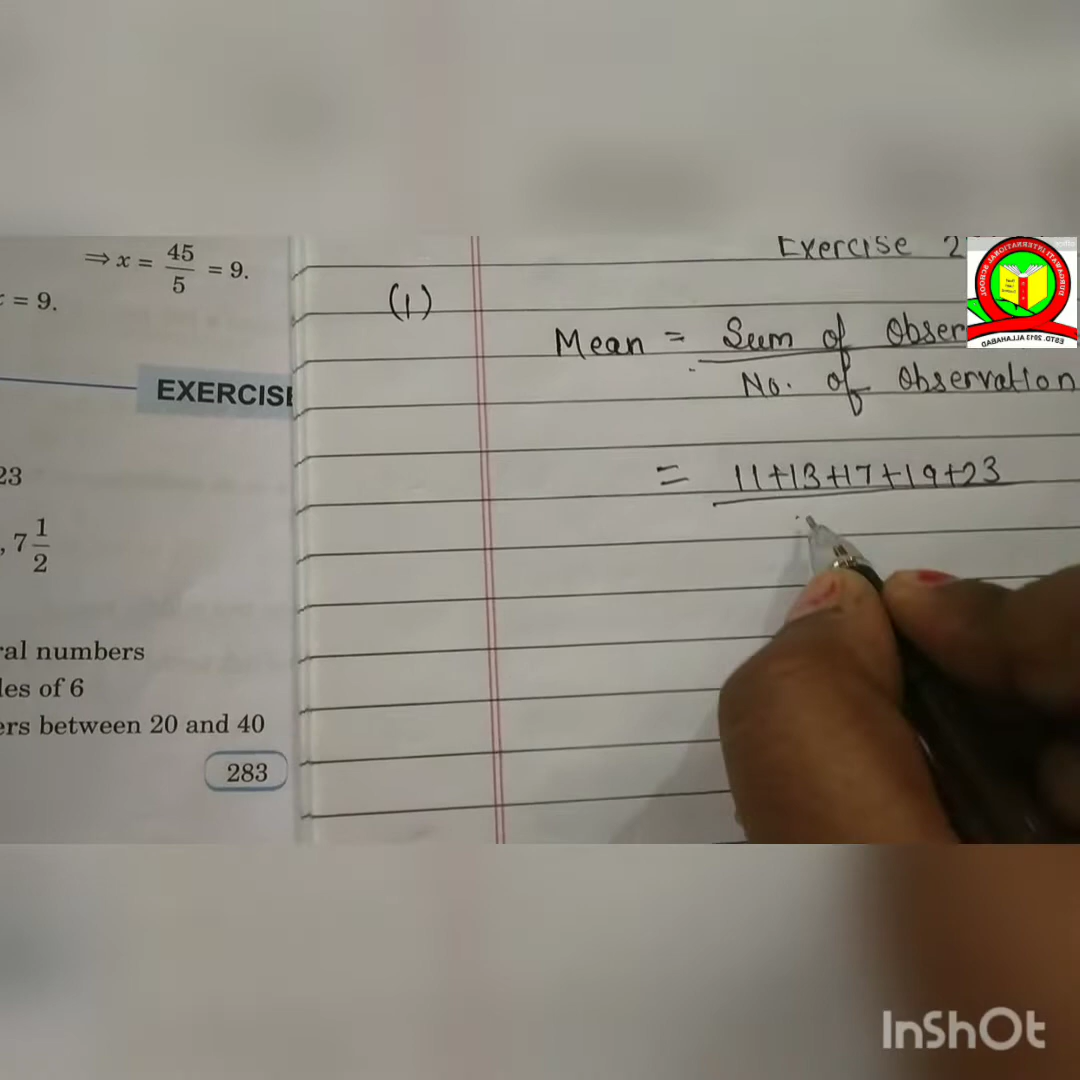 ⇒ x = 45/5 = 9.
= 9.
EXERCISE
23
, 7 1/2
ral numbers
les of 6
ers between 20 and 40
283
Exercise 2
(1)
Mean = Sum of Obser
No. of Observation
= 11+13+17+19+23
InShOt